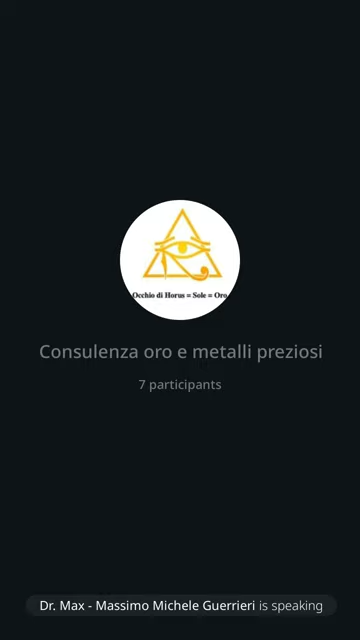 Occhio di Horus = Sole = Oro
Consulenza oro e metalli preziosi
7 participants
Dr. Max - Massimo Michele Guerrieri is speaking